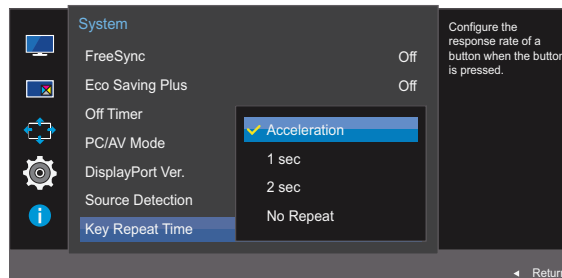 System
FreeSync Off
Eco Saving Plus Off
Off Timer
PC/AV Mode
DisplayPort Ver.
Source Detection
Key Repeat Time
Acceleration
1 sec
2 sec
No Repeat
Configure the
response rate of a
button when the button
is pressed.
Return